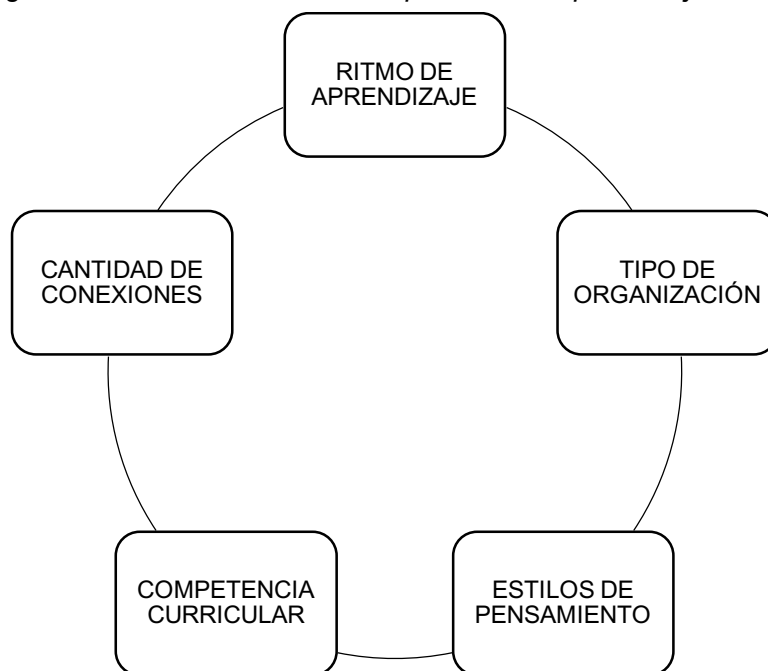 RITMO DE
APRENDIZAJE
TIPO DE
ORGANIZACIÓN
ESTILOS DE
PENSAMIENTO
COMPETENCIA
CURRICULAR
CANTIDAD DE
CONEXIONES